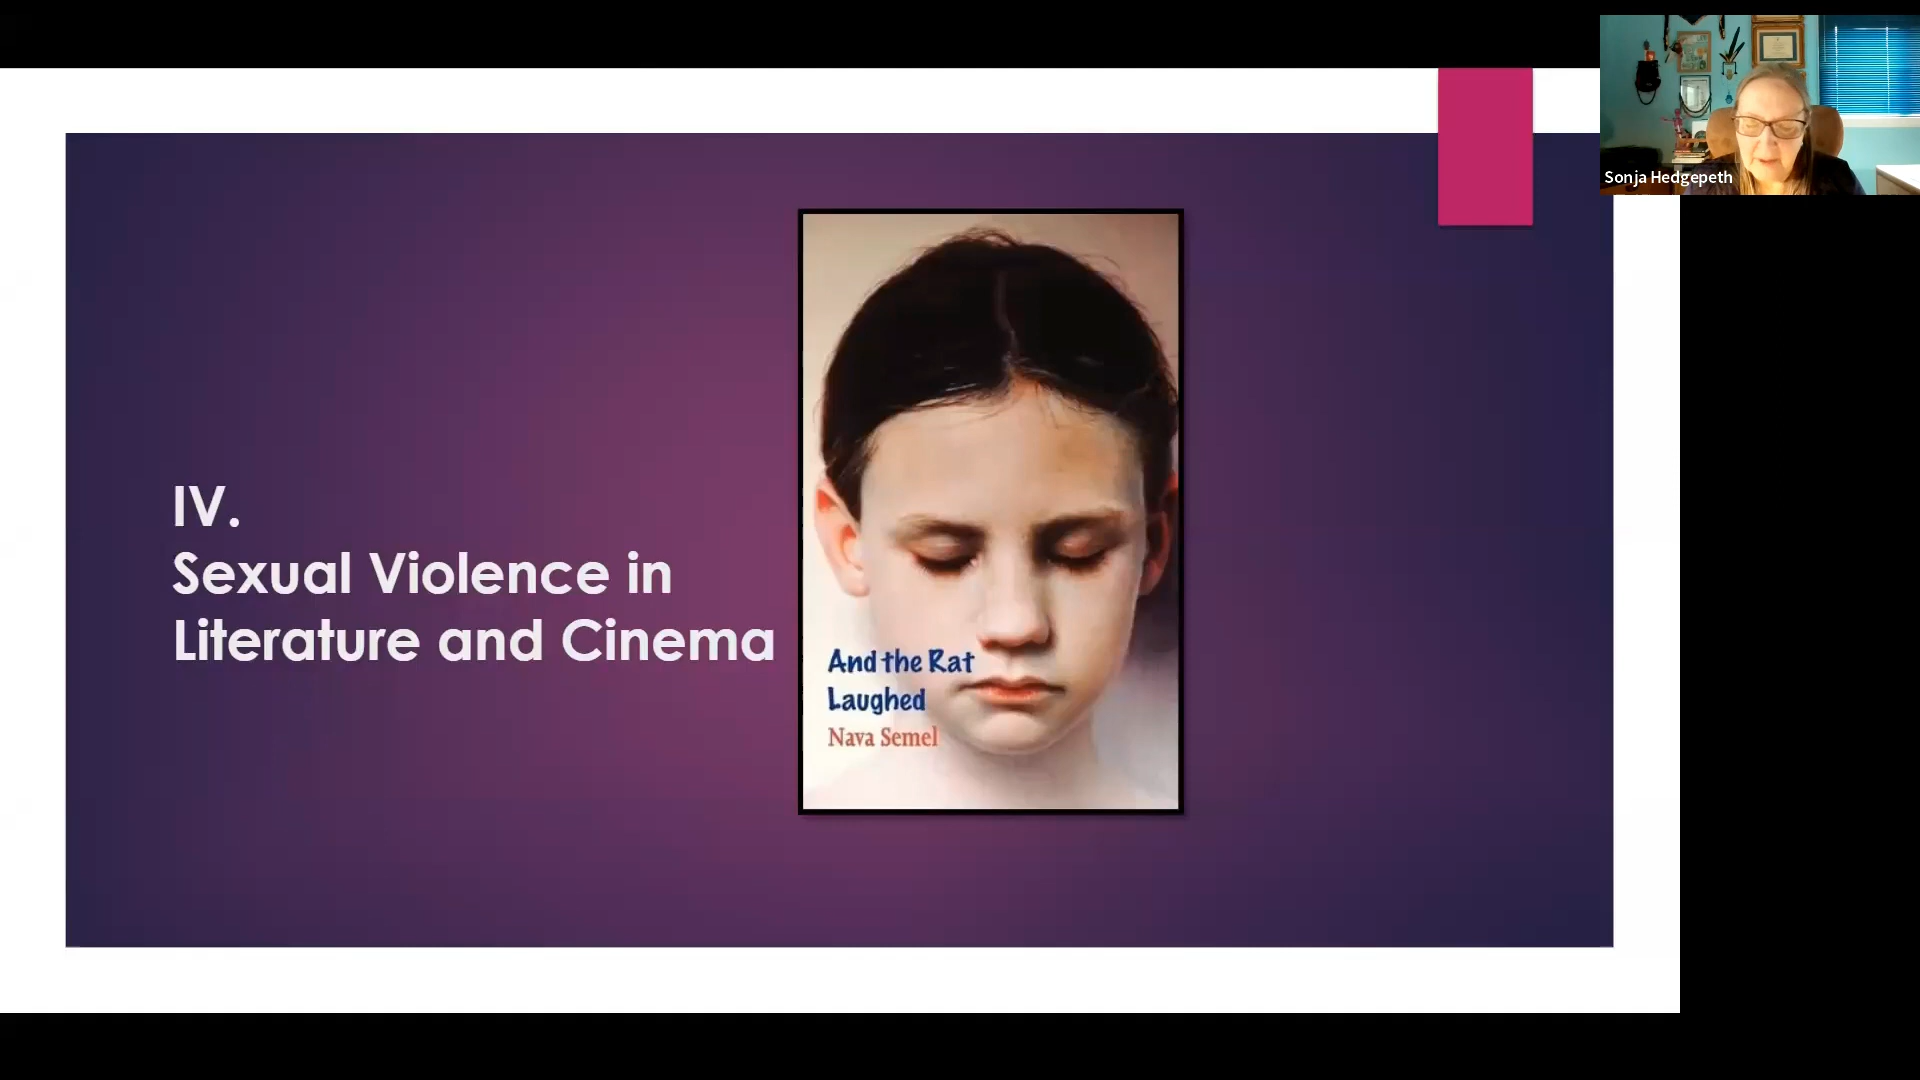 Sonja Hedgepeth
IV.
Sexual Violence in
Literature and Cinema
And the Rat
Laughed
Nava Semel